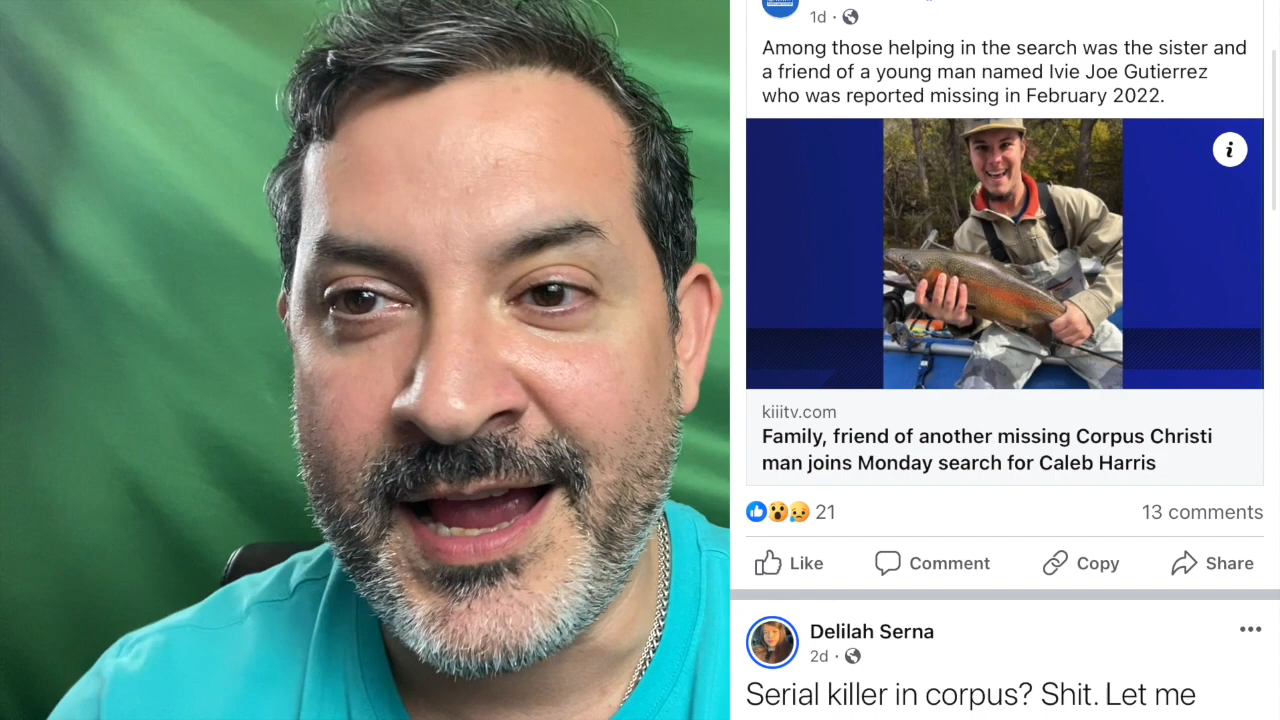 1d ·
Among those helping in the search was the sister and
a friend of a young man named Ivie Joe Gutierrez
who was reported missing in February 2022.
i
kiiitv.com
Family, friend of another missing Corpus Christi
man joins Monday search for Caleb Harris
21
13 comments
Like
Comment
Copy
Share
Delilah Serna
2d ·
Serial killer in corpus? Shit. Let me